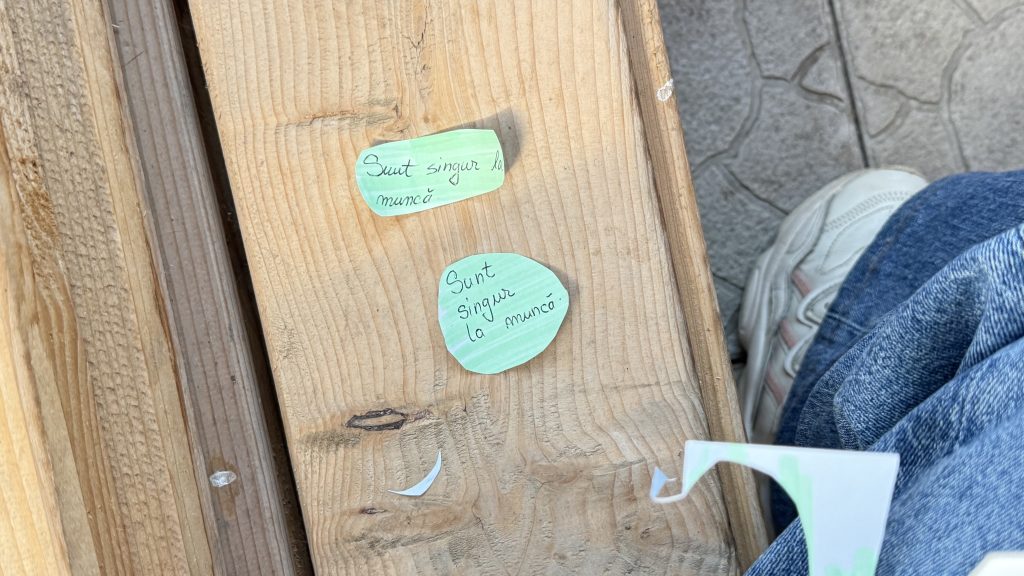 Sunt singur la
muncă
Sunt
singur
la muncă.